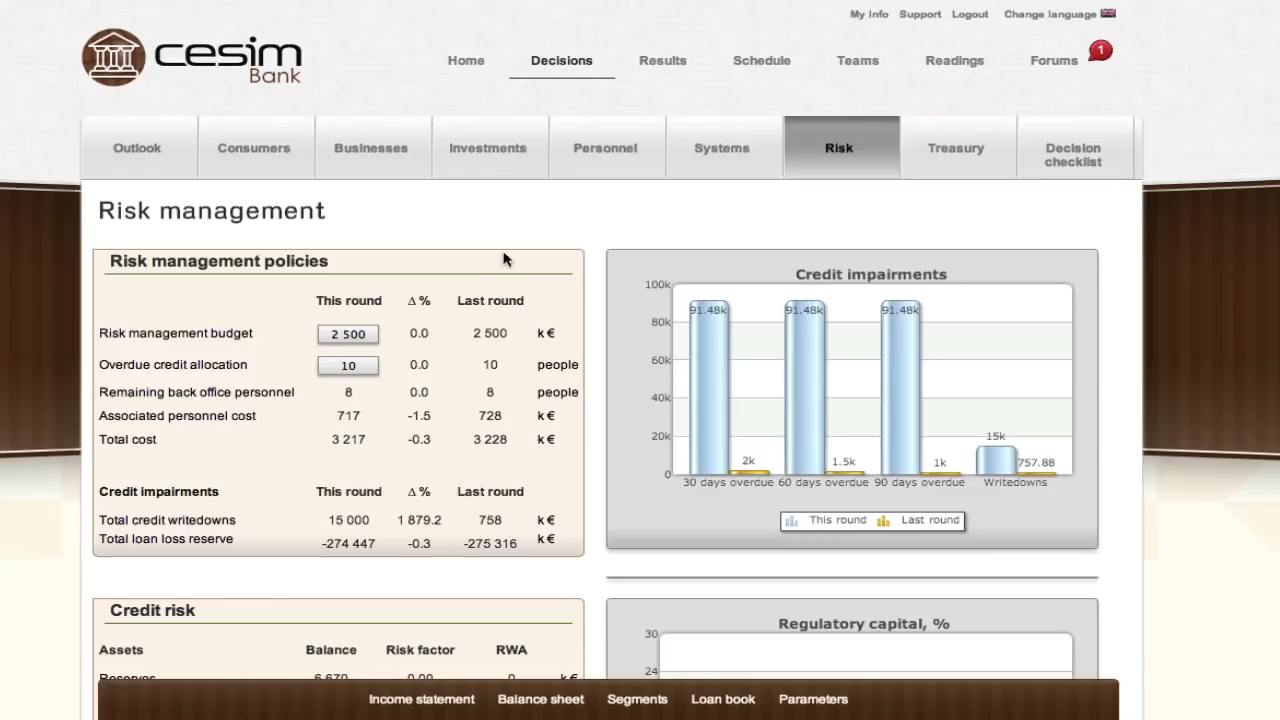 My Info Support Logout Change language
cesim
Bank
Home Decisions Results Schedule Teams Readings Forums 1
Outlook Consumers Businesses Investments Personnel Systems Risk Treasury Decision checklist
Risk management
Risk management policies
This round Δ % Last round
Risk management budget 2 500 0.0 2 500 k €
Overdue credit allocation 10 0.0 10 people
Remaining back office personnel 8 0.0 8 people
Associated personnel cost 717 -1.5 728 k €
Total cost 3 217 -0.3 3 228 k €
Credit impairments This round Δ % Last round
Total credit writedowns 15 000 1 879.2 758 k €
Total loan loss reserve -274 447 -0.3 -275 316 k €
Credit impairments
100k
80k
60k
40k
20k
0
91.48k 91.48k 91.48k 15k
2k 1.5k 1k 757.88
30 days overdue 60 days overdue 90 days overdue Writedowns
This round Last round
Credit risk
Assets Balance Risk factor RWA
Reserves 6 670 0.00 0 k €
Regulatory capital, %
30
24
Income statement Balance sheet Segments Loan book Parameters